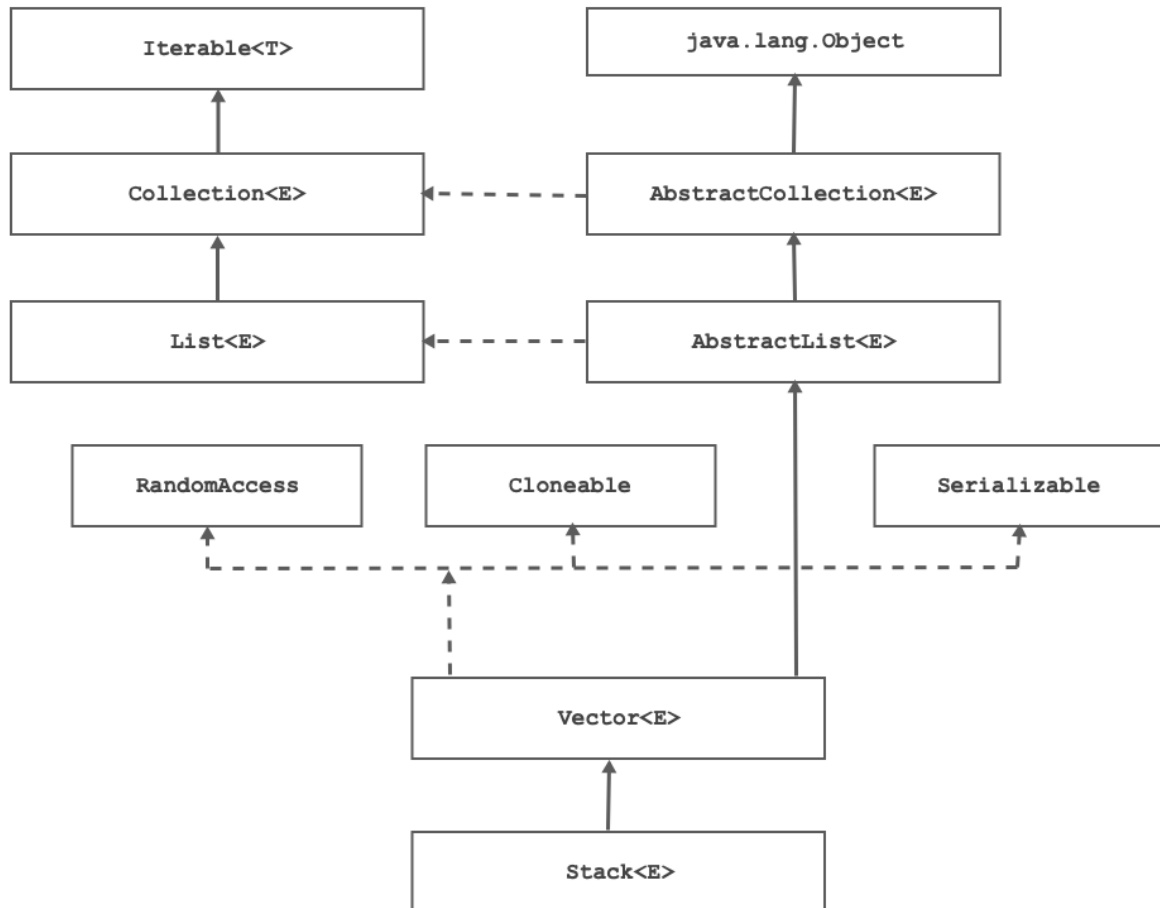 Iterable<T>
java.lang.Object
Collection<E>
AbstractCollection<E>
List<E>
AbstractList<E>
RandomAccess
Cloneable
Serializable
Vector<E>
Stack<E>